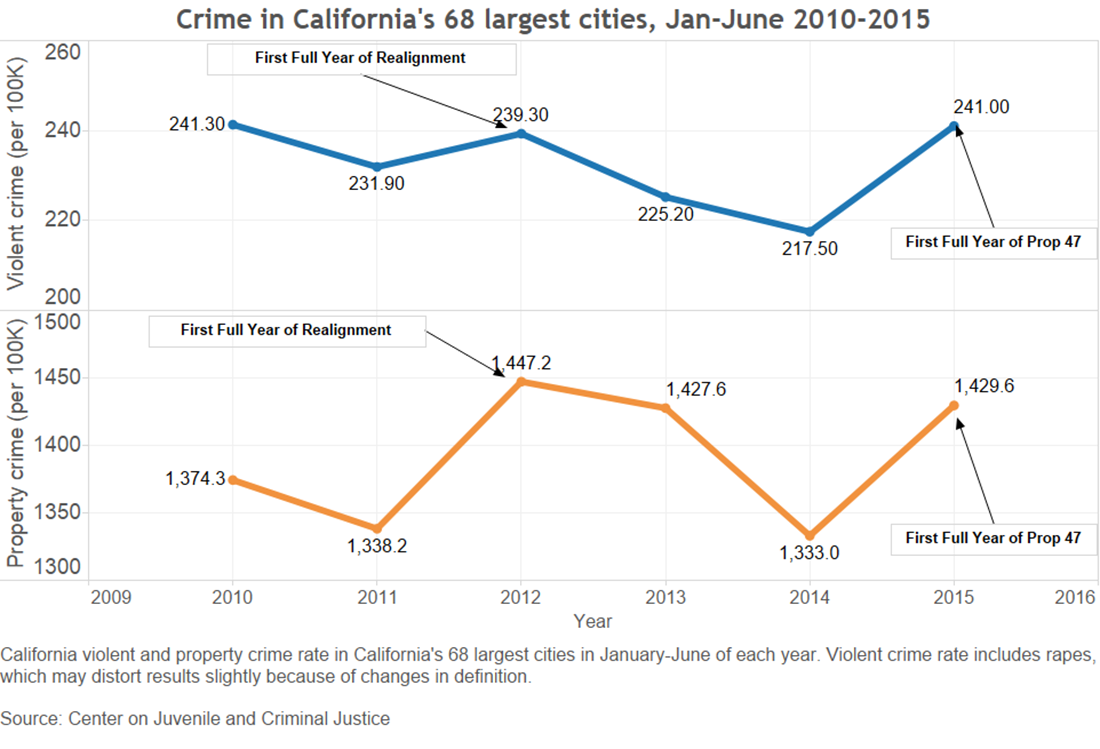 Crime in California's 68 largest cities, Jan-June 2010-2015
Violent crime (per 100K)
260
240
220
200
First Full Year of Realignment
241.30
231.90
239.30
225.20
217.50
241.00
First Full Year of Prop 47
Property crime (per 100K)
1500
1450
1400
1350
1300
First Full Year of Realignment
1,374.3
1,338.2
1,447.2
1,427.6
1,333.0
1,429.6
First Full Year of Prop 47
2009
2010
2011
2012
2013
2014
2015
2016
Year
California violent and property crime rate in California's 68 largest cities in January-June of each year. Violent crime rate includes rapes,
which may distort results slightly because of changes in definition.
Source: Center on Juvenile and Criminal Justice